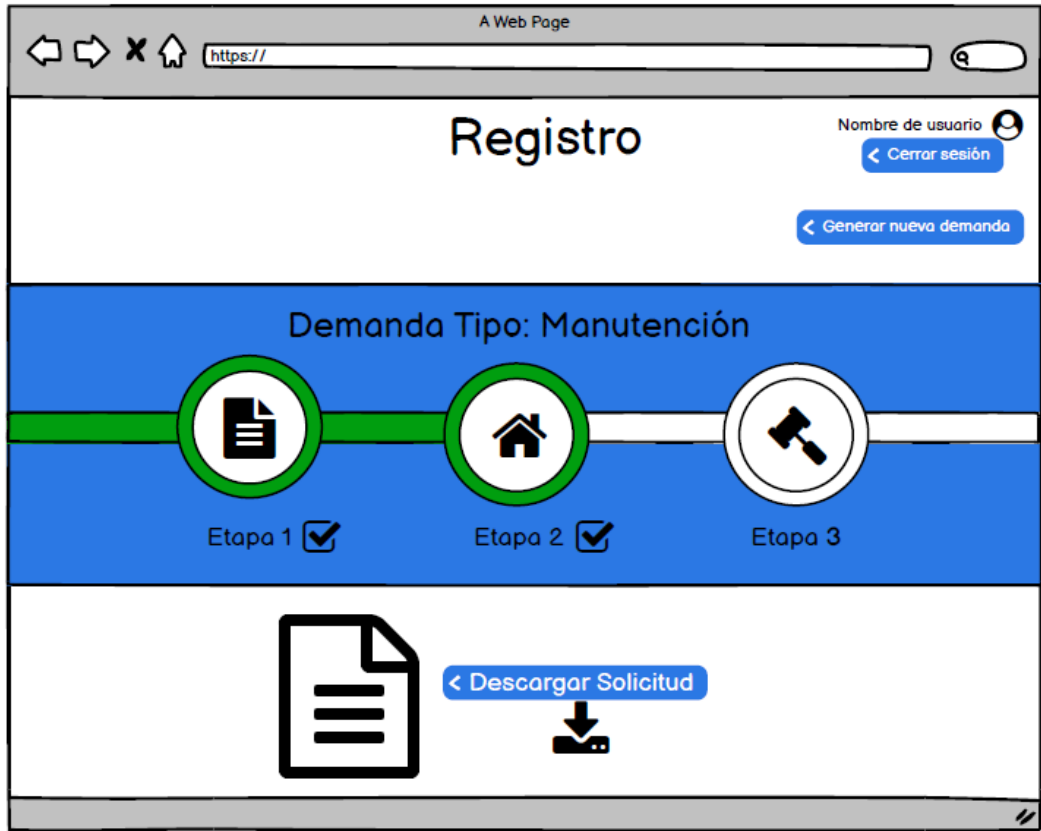 A Web Page
https://
Registro
Nombre de usuario
Cerrar sesión
Generar nueva demanda
Demanda Tipo: Manutención
Etapa 1
Etapa 2
Etapa 3
Descargar Solicitud